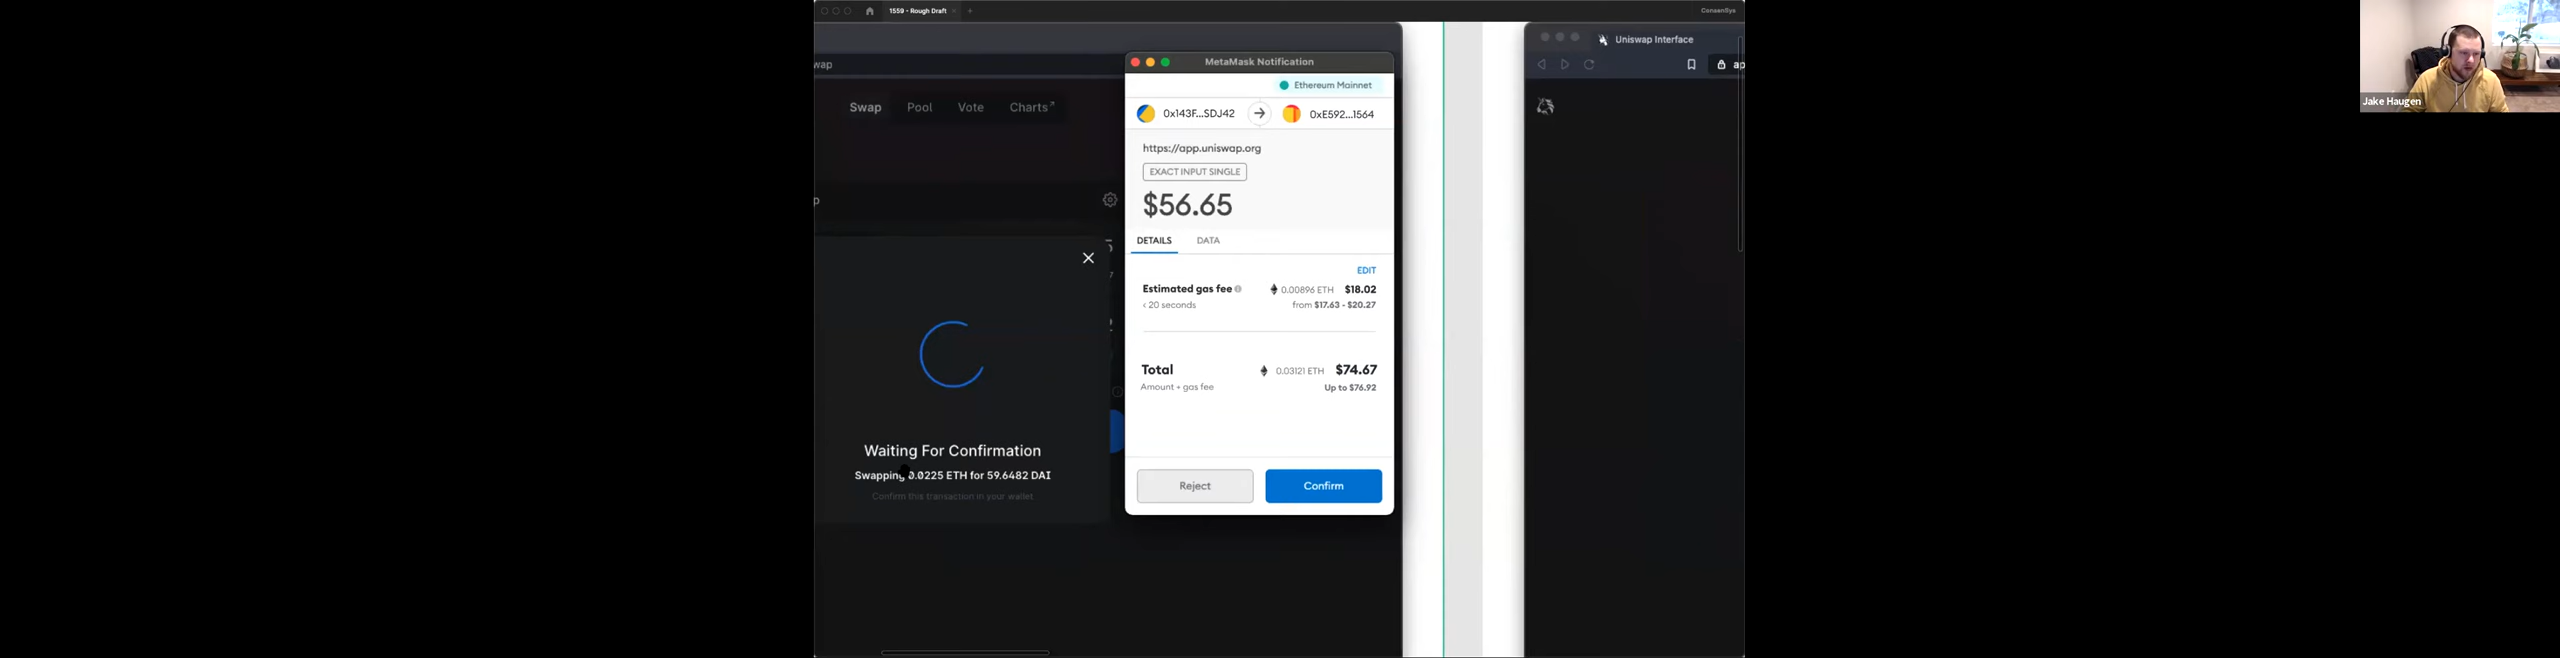 1559 - Rough Draft
ConsenSys
wap
Swap Pool Vote Charts
p
Waiting For Confirmation
Swapping 0.0225 ETH for 59.6482 DAI
Confirm this transaction in your wallet
MetaMask Notification
Ethereum Mainnet
0x143F...SDJ42
0xE592...1564
https://app.uniswap.org
EXACT INPUT SINGLE
$56.65
DETAILS DATA
EDIT
Estimated gas fee 0.00896 ETH $18.02
< 20 seconds from $17.63 - $20.27
Total 0.03121 ETH $74.67
Amount + gas fee Up to $76.92
Reject Confirm
Uniswap Interface
ap
Jake Haugen